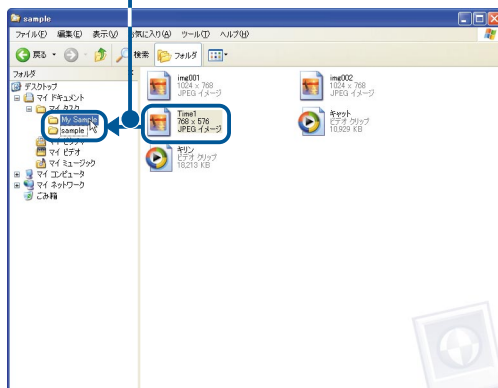 sample
ファイル(F) 編集(E) 表示(V) お気に入り(A) ツール(T) ヘルプ(H)
戻る 検索 フォルダ
フォルダ
デスクトップ
マイ ドキュメント
マイ タスク
My Sample
sample
マイ ピクチャ
マイ ビデオ
マイ ミュージック
マイ コンピュータ
マイ ネットワーク
ごみ箱
img001
1024 x 768
JPEG イメージ
img002
1024 x 768
JPEG イメージ
Time1
768 x 576
JPEG イメージ
キャット
ビデオ クリップ
10,929 KB
キリン
ビデオ クリップ
18,213 KB